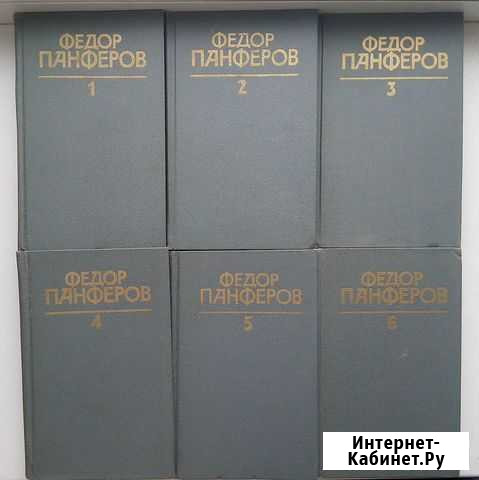 ФЕДОР
ПАНФЕРОВ
1
ФЕДОР
ПАНФЕРОВ
2
ФЕДОР
ПАНФЕРОВ
3
ФЕДОР
ПАНФЕРОВ
4
ФЕДОР
ПАНФЕРОВ
5
ФЕДОР
ПАНФЕРОВ
6
Интернет-
Кабинет.Ру